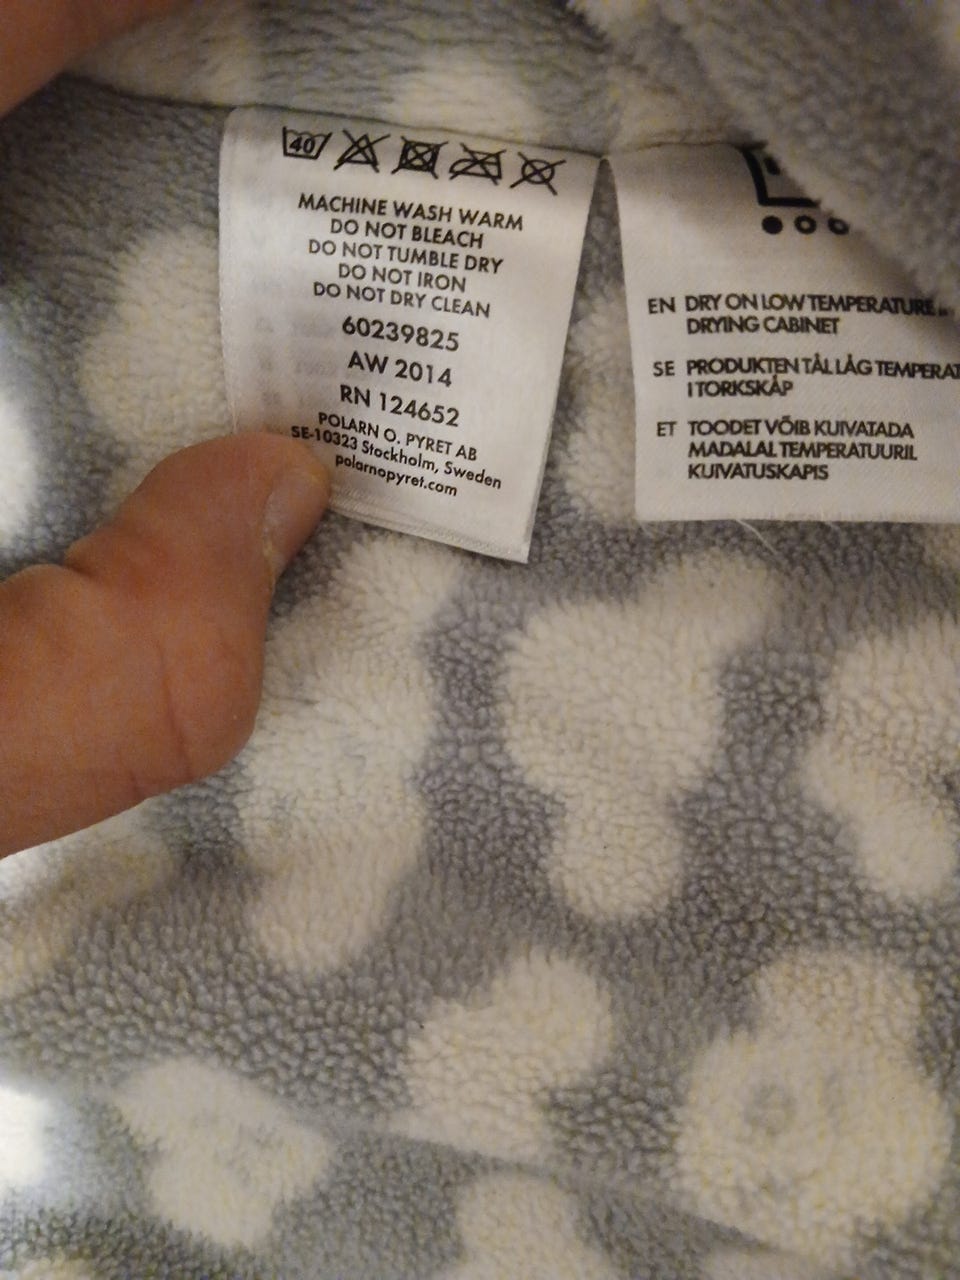 40
MACHINE WASH WARM
DO NOT BLEACH
DO NOT TUMBLE DRY
DO NOT IRON
DO NOT DRY CLEAN
60239825
AW 2014
RN 124652
POLARN O. PYRET AB
SE-10323 Stockholm, Sweden
polarnopyret.com
EN DRY ON LOW TEMPERATURE
DRYING CABINET
SE PRODUKTEN TÅL LÅG TEMPERAT
I TORKSKÅP
ET TOODET VÕIB KUIVATADA
MADALAL TEMPERATUURIL
KUIVATUSKAPIS